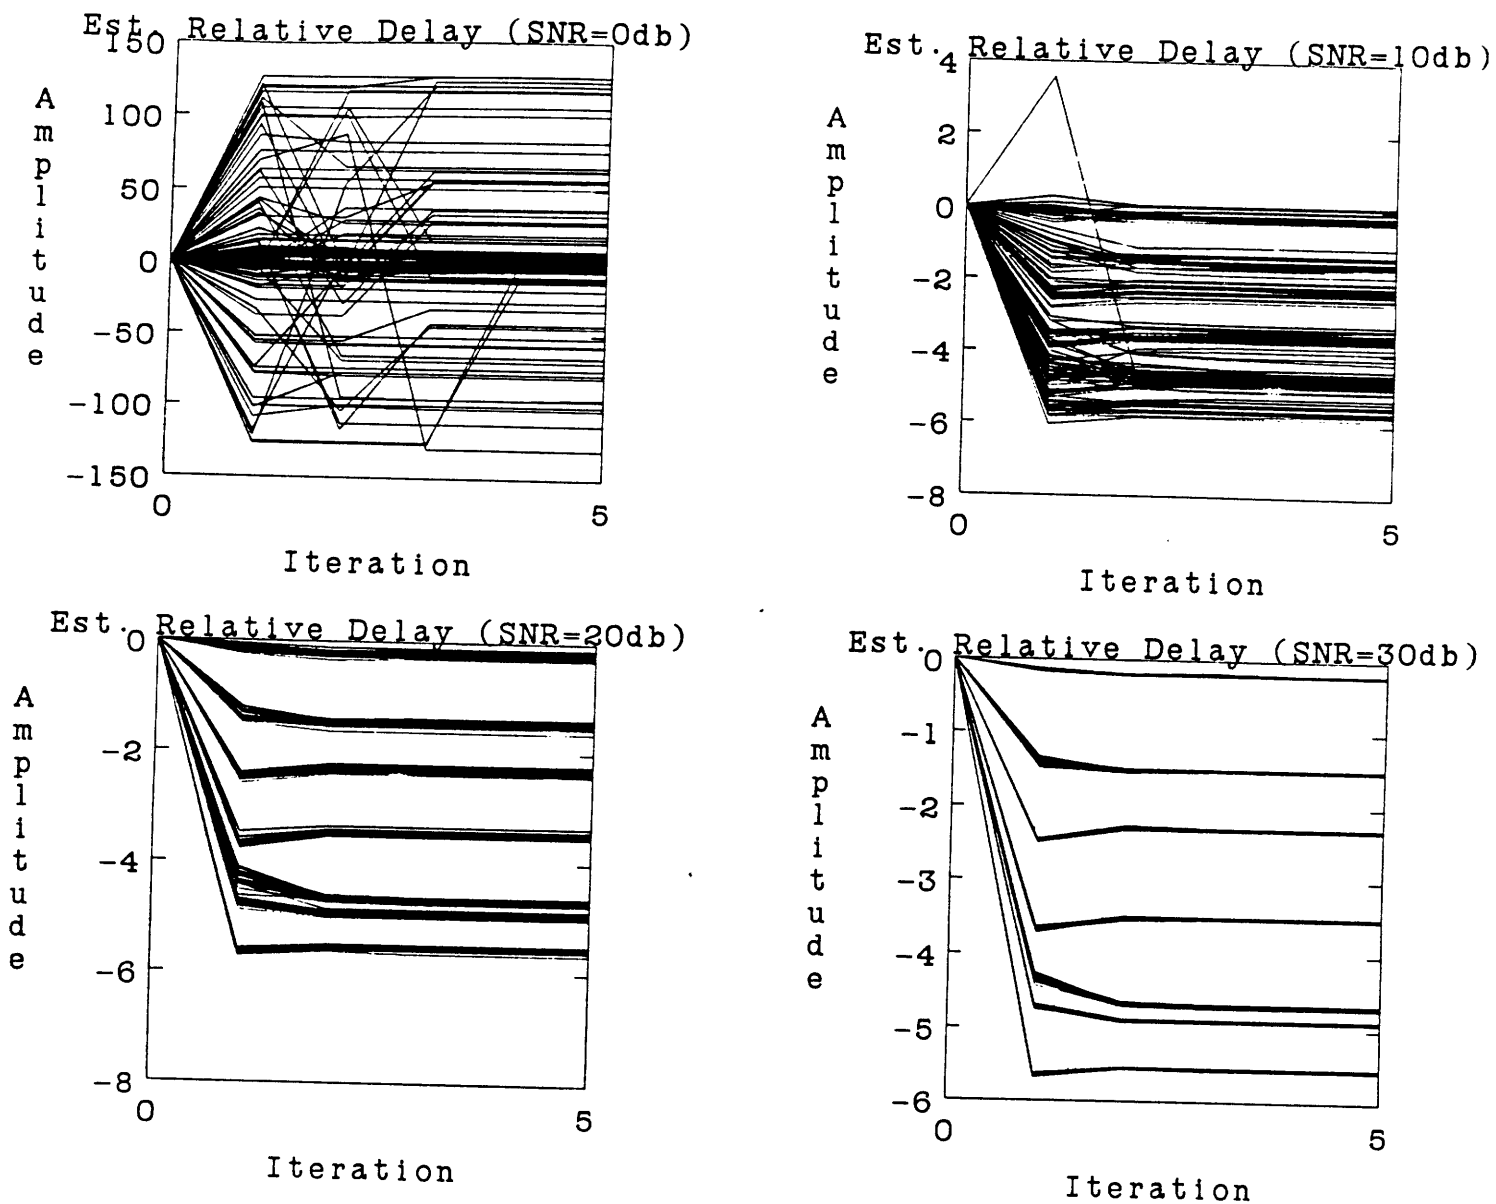 Est. Relative Delay (SNR=0db)
150
100
50
0
-50
-100
-150
Amplitude
0
5
Iteration
Est. Relative Delay (SNR=10db)
4
2
0
-2
-4
-6
-8
Amplitude
0
5
Iteration
Est. Relative Delay (SNR=20db)
0
-2
-4
-6
-8
Amplitude
0
5
Iteration
Est. Relative Delay (SNR=30db)
0
-1
-2
-3
-4
-5
-6
Amplitude
0
5
Iteration